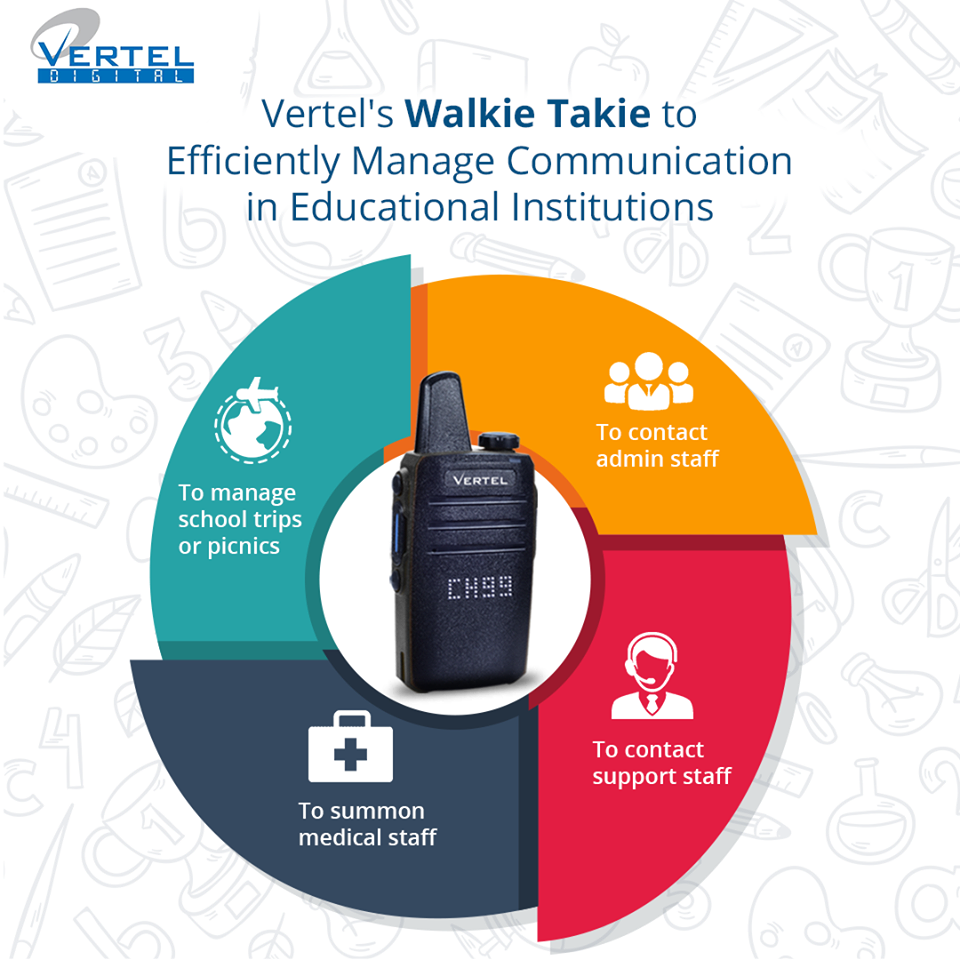 VERTEL
DIGITAL
Vertel's Walkie Takie to
Efficiently Manage Communication
in Educational Institutions
To contact
admin staff
To manage
school trips
or picnics
VERTEL
CH99
To contact
support staff
To summon
medical staff